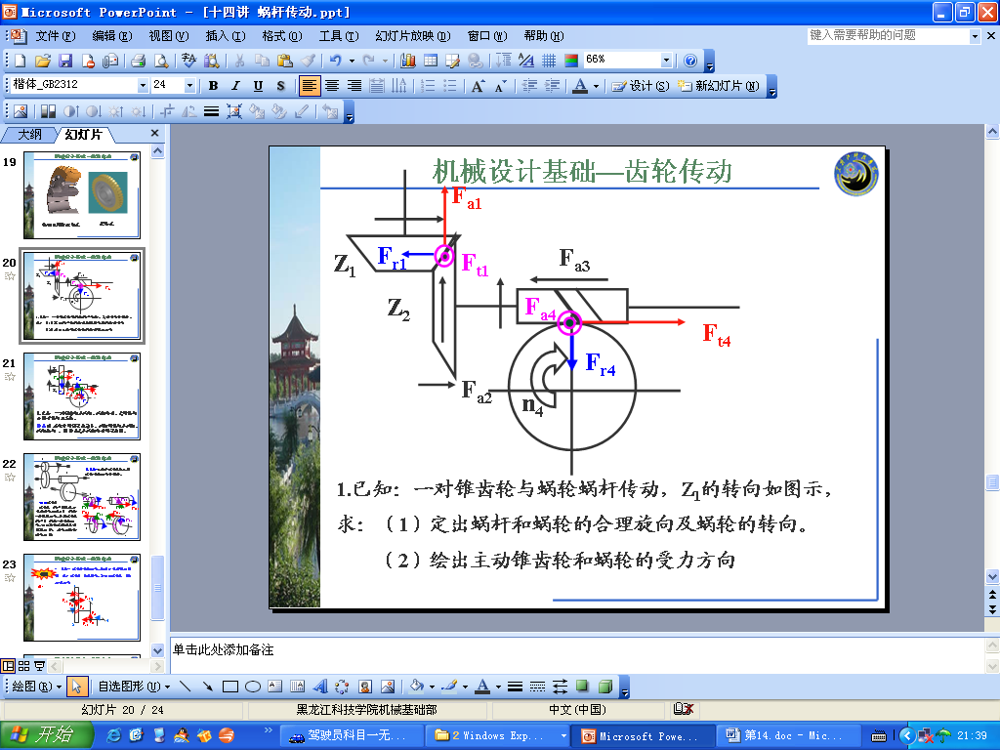 Microsoft PowerPoint - [十四讲 蜗杆传动.ppt]
文件(F) 编辑(E) 视图(V) 插入(I) 格式(O) 工具(T) 幻灯片放映(D) 窗口(W) 帮助(H) 键入需要帮助的问题
66%
楷体_GB2312 24 B I U S A A A 设计(S) 新幻灯片(N)
大纲 幻灯片
19
20
21
22
23
机械设计基础—齿轮传动
Fa1
Z1 Fr1 Ft1
Fa3
Z2
Fa4
Ft4
Fr4
Fa2
n4
1.已知：一对锥齿轮与蜗轮蜗杆传动，Z1的转向如图示，
求：（1）定出蜗杆和蜗轮的合理旋向及蜗轮的转向。
（2）绘出主动锥齿轮和蜗轮的受力方向
单击此处添加备注
绘图(R) 自选图形(U) A
幻灯片 20 / 24 黑龙江科技学院机械基础部 中文(中国)
开始 驾驶员科目一无... 2 Windows Exp... Microsoft Powe... 第14.doc - Mic... 21:39